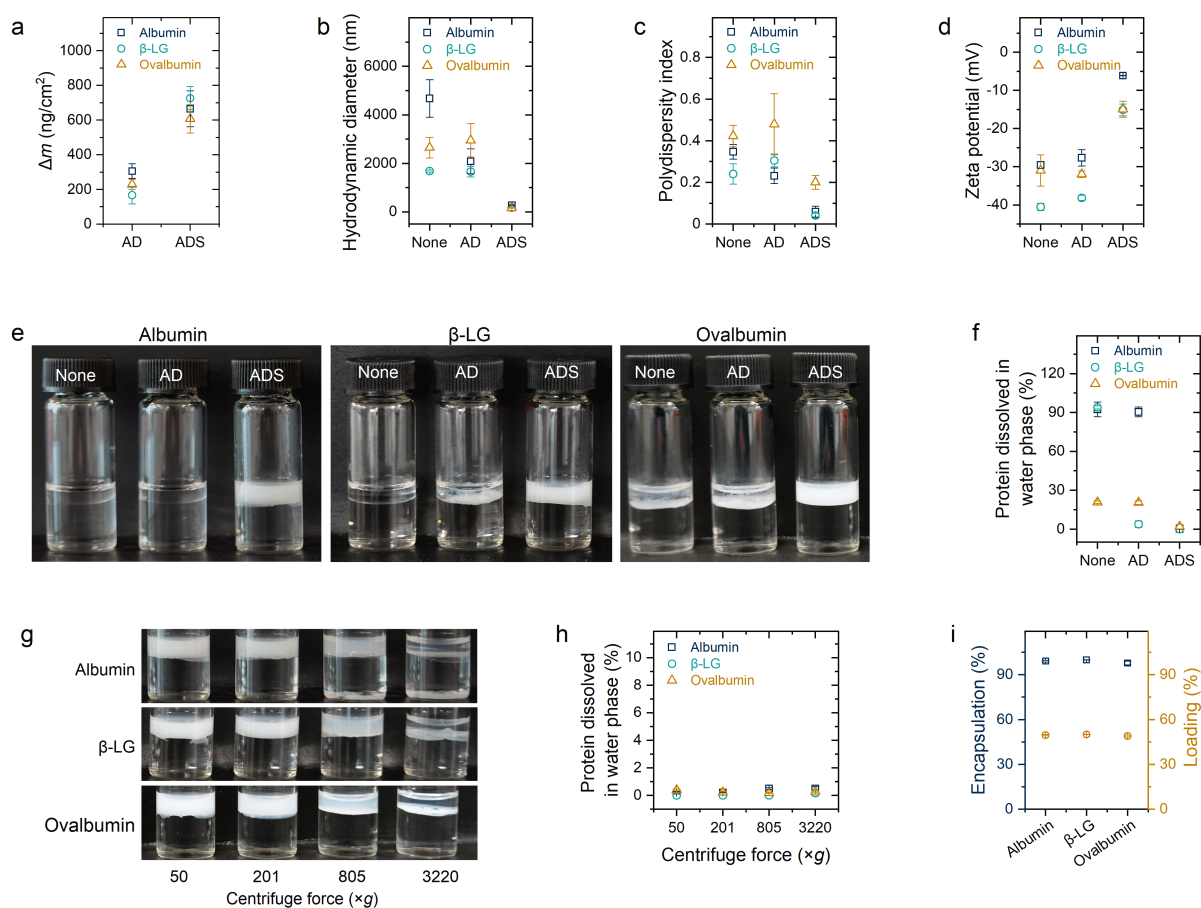 a
Δm (ng/cm²)
1000
800
600
400
200
0
Albumin
β-LG
Ovalbumin
AD
ADS
b
Hydrodynamic diameter (nm)
6000
4000
2000
0
Albumin
β-LG
Ovalbumin
None
AD
ADS
c
Polydispersity index
0.8
0.6
0.4
0.2
0.0
Albumin
β-LG
Ovalbumin
None
AD
ADS
d
Zeta potential (mV)
0
-10
-20
-30
-40
Albumin
β-LG
Ovalbumin
None
AD
ADS
e
Albumin
None
AD
ADS
β-LG
None
AD
ADS
Ovalbumin
None
AD
ADS
f
Protein dissolved in
water phase (%)
120
90
60
30
0
Albumin
β-LG
Ovalbumin
None
AD
ADS
g
Albumin
β-LG
Ovalbumin
50
201
805
3220
Centrifuge force (×g)
h
Protein dissolved
in water phase (%)
10
8
6
4
2
0
Albumin
β-LG
Ovalbumin
50
201
805
3220
Centrifuge force (×g)
i
Encapsulation (%)
90
60
30
0
Loading (%)
90
60
30
0
Albumin
β-LG
Ovalbumin